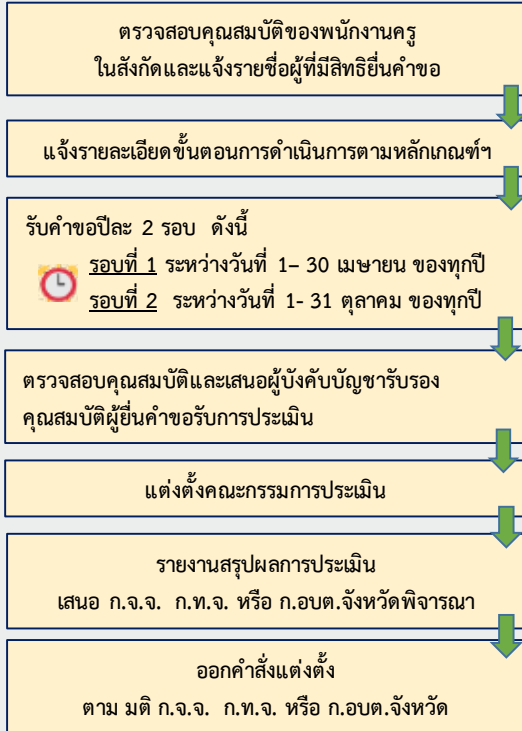 ตรวจสอบคุณสมบัติของพนักงานครู
ในสังกัดและแจ้งรายชื่อผู้ที่มีสิทธิยื่นคำขอ
แจ้งรายละเอียดขั้นตอนการดำเนินการตามหลักเกณฑ์ฯ
รับคำขอปีละ 2 รอบ ดังนี้
รอบที่ 1 ระหว่างวันที่ 1– 30 เมษายน ของทุกปี
รอบที่ 2 ระหว่างวันที่ 1- 31 ตุลาคม ของทุกปี
ตรวจสอบคุณสมบัติและเสนอผู้บังคับบัญชารับรอง
คุณสมบัติผู้ยื่นคำขอรับการประเมิน
แต่งตั้งคณะกรรมการประเมิน
รายงานสรุปผลการประเมิน
เสนอ ก.จ.จ. ก.ท.จ. หรือ ก.อบต.จังหวัดพิจารณา
ออกคำสั่งแต่งตั้ง
ตาม มติ ก.จ.จ. ก.ท.จ. หรือ ก.อบต.จังหวัด